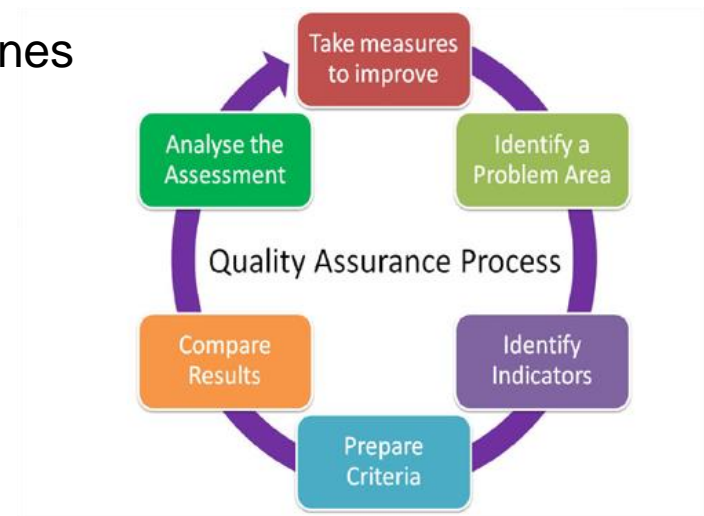 nes
Take measures
to improve
Identify a
Problem Area
Identify
Indicators
Prepare
Criteria
Compare
Results
Analyse the
Assessment
Quality Assurance Process